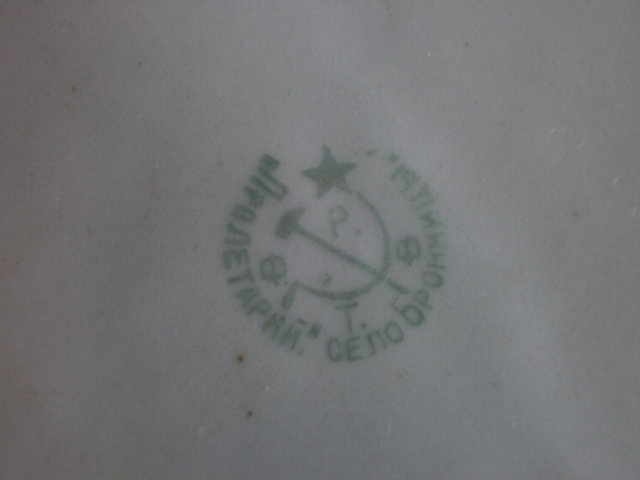 „ПРОЛЕТАРИЙ." СЕЛО БРОННИЦЫ"
Р.
Ф Ф
Т.